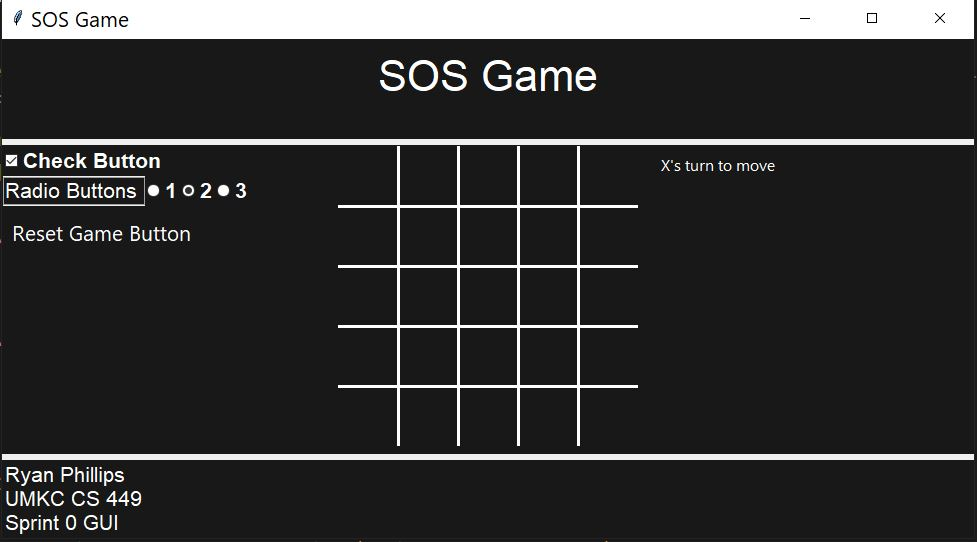 SOS Game
SOS Game
Check Button
Radio Buttons 1 2 3
Reset Game Button
X's turn to move
Ryan Phillips
UMKC CS 449
Sprint 0 GUI